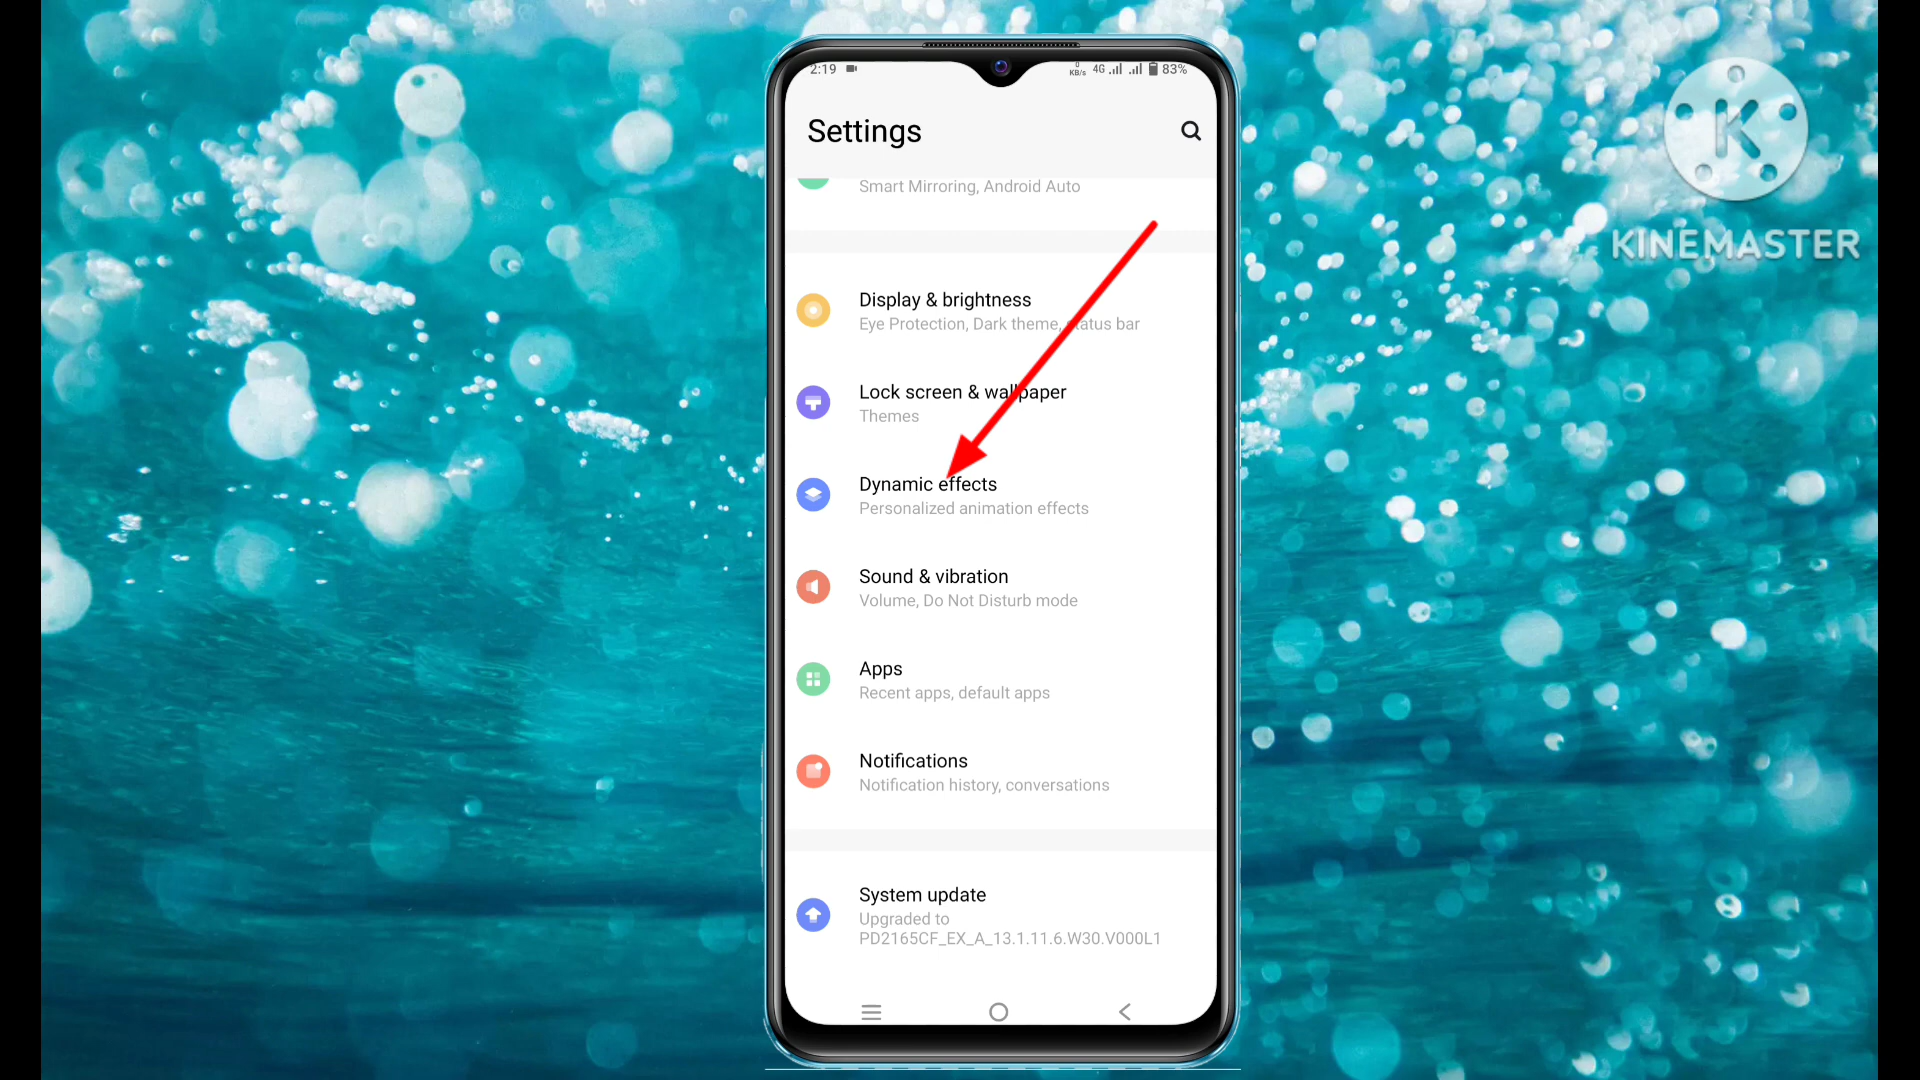 2:19
0
KB/s
4G
83%
Settings
Smart Mirroring, Android Auto
Display & brightness
Eye Protection, Dark theme, status bar
Lock screen & wallpaper
Themes
Dynamic effects
Personalized animation effects
Sound & vibration
Volume, Do Not Disturb mode
Apps
Recent apps, default apps
Notifications
Notification history, conversations
System update
Upgraded to
PD2165CF_EX_A_13.1.11.6.W30.V000L1
K
KINEMASTER